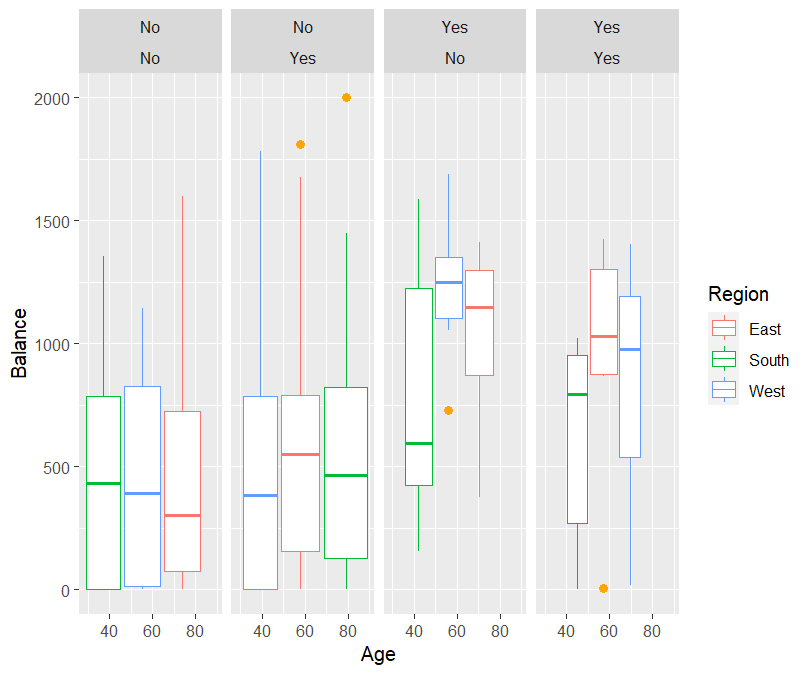 No No Yes Yes
No Yes No Yes
2000
1500
1000
500
0
Balance
40 60 80 40 60 80 40 60 80 40 60 80
Age
Region
East
South
West